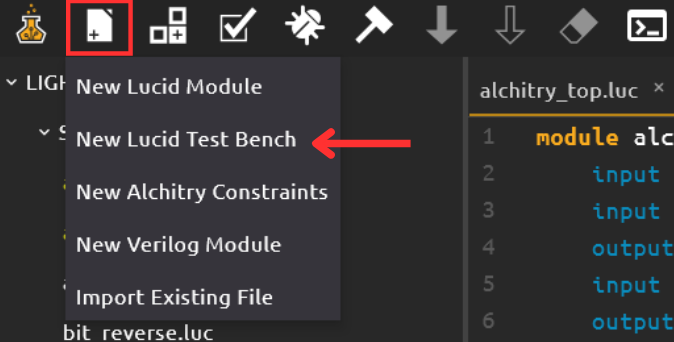 LIGH
New Lucid Module
New Lucid Test Bench
New Alchitry Constraints
New Verilog Module
Import Existing File
bit_reverse.luc
alchitry_top.luc ×
1 module alc
2 input
3 input
4 output
5 input
6 output